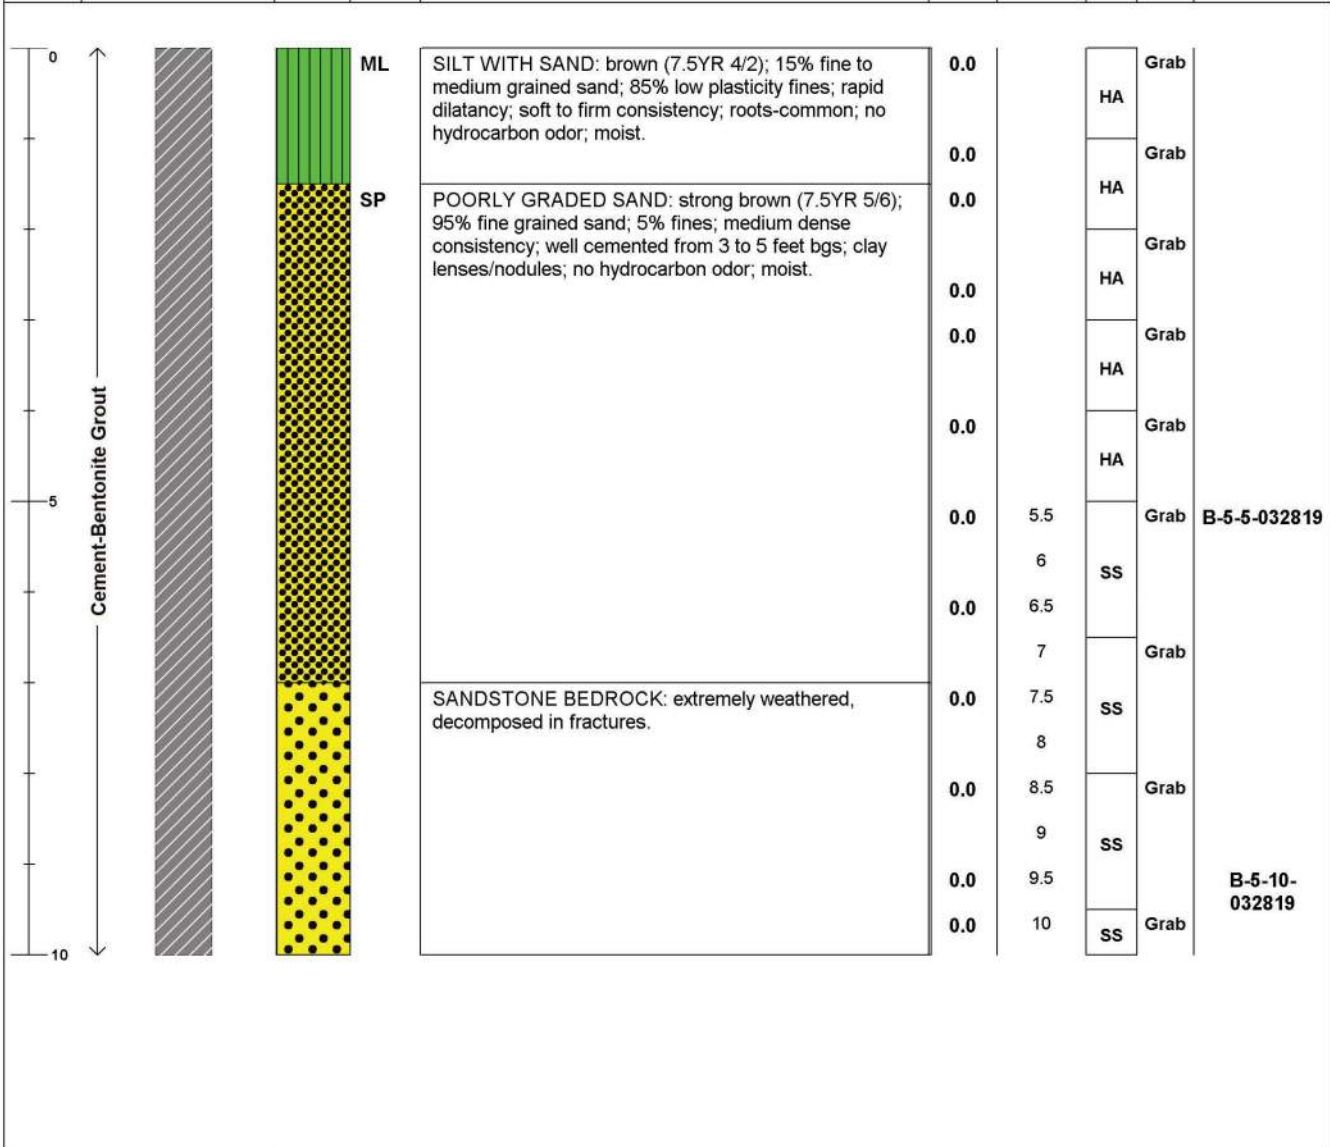 0
ML
SILT WITH SAND: brown (7.5YR 4/2); 15% fine to
medium grained sand; 85% low plasticity fines; rapid
dilatancy; soft to firm consistency; roots-common; no
hydrocarbon odor; moist.
0.0
HA
Grab
0.0
HA
Grab
SP
POORLY GRADED SAND: strong brown (7.5YR 5/6);
95% fine grained sand; 5% fines; medium dense
consistency; well cemented from 3 to 5 feet bgs; clay
lenses/nodules; no hydrocarbon odor; moist.
0.0
HA
Grab
0.0
0.0
HA
Grab
0.0
HA
Grab
Cement-Bentonite Grout
5
0.0
5.5
Grab
B-5-5-032819
6
SS
0.0
6.5
7
Grab
SANDSTONE BEDROCK: extremely weathered,
decomposed in fractures.
0.0
7.5
SS
8
0.0
8.5
Grab
9
SS
0.0
9.5
B-5-10-
032819
0.0
10
SS
Grab
10